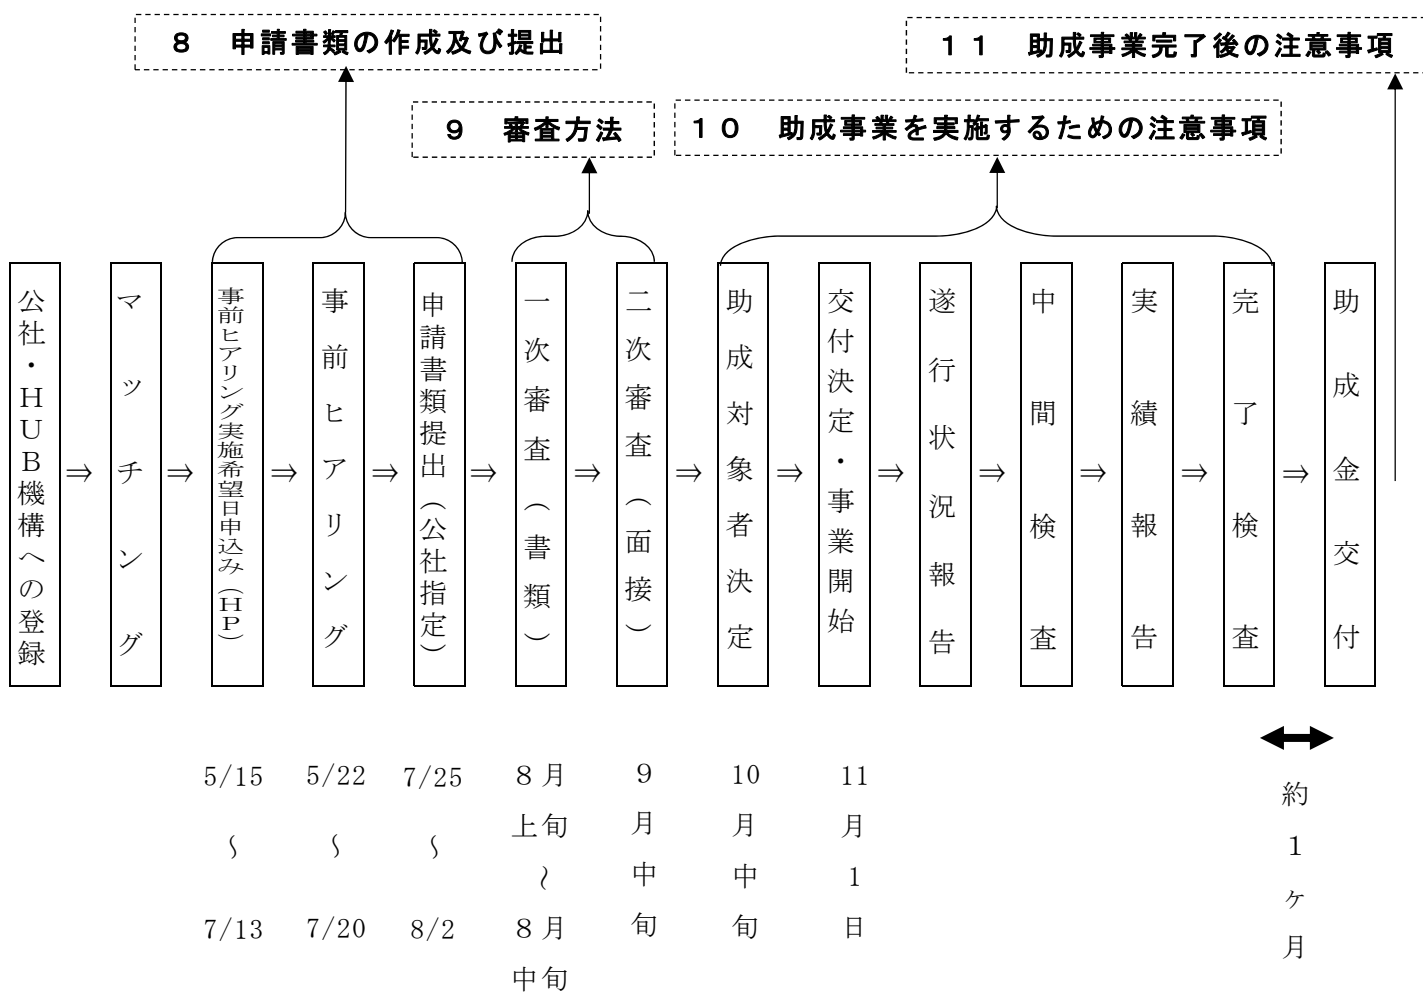 ８　申請書類の作成及び提出
１１　助成事業完了後の注意事項
９　審査方法
１０　助成事業を実施するための注意事項
公社・ＨＵＢ機構への登録
⇒
マッチング
⇒
事前ヒアリング実施希望日申込み（ＨＰ）
⇒
事前ヒアリング
⇒
申請書類提出（公社指定）
⇒
一次審査（書類）
⇒
二次審査（面接）
⇒
助成対象者決定
⇒
交付決定・事業開始
⇒
遂行状況報告
⇒
中間検査
⇒
実績報告
⇒
完了検査
⇒
助成金交付
5/15～7/13
5/22～7/20
7/25～8/2
８月上旬～８月中旬
９月中旬
10月中旬
11月１日
約１ヶ月